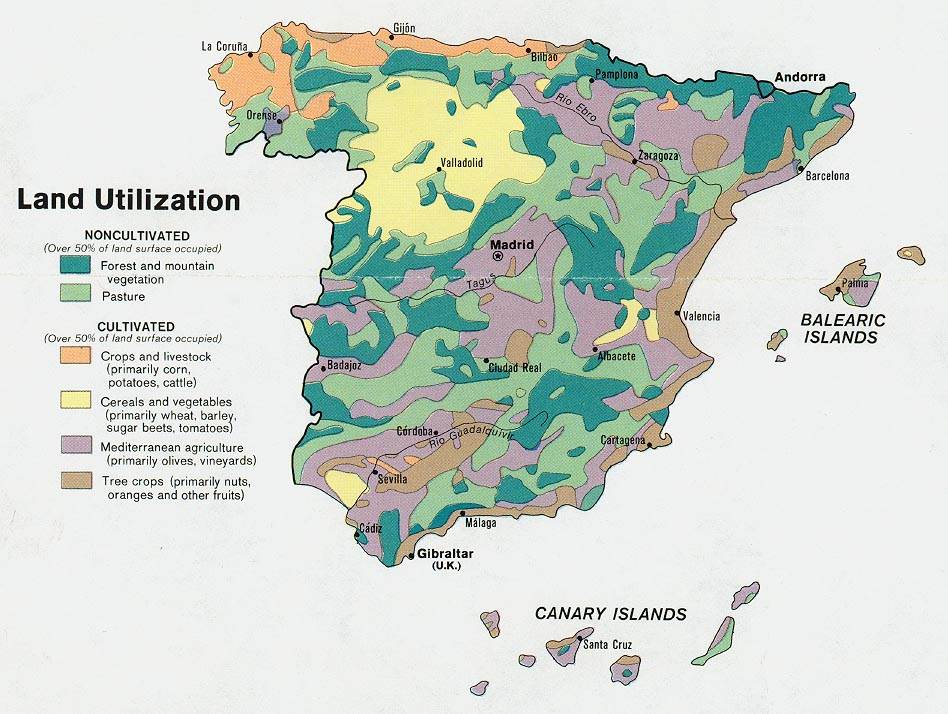 Land Utilization
NONCULTIVATED
(Over 50% of land surface occupied)
Forest and mountain
vegetation
Pasture
CULTIVATED
(Over 50% of land surface occupied)
Crops and livestock
(primarily corn,
potatoes, cattle)
Cereals and vegetables
(primarily wheat, barley,
sugar beets, tomatoes)
Mediterranean agriculture
(primarily olives, vineyards)
Tree crops (primarily nuts,
oranges and other fruits)
Gijón
La Coruña
Bilbao
Pamplona
Andorra
Río Ebro
Orense
Zaragoza
Valladolid
Barcelona
Madrid
Tagus
Palma
BALEARIC
ISLANDS
Valencia
Albacete
Badajoz
Ciudad Real
Córdoba
Río Guadalquivir
Cartagena
Sevilla
Málaga
Cádiz
Gibraltar
(U.K.)
CANARY ISLANDS
Santa Cruz